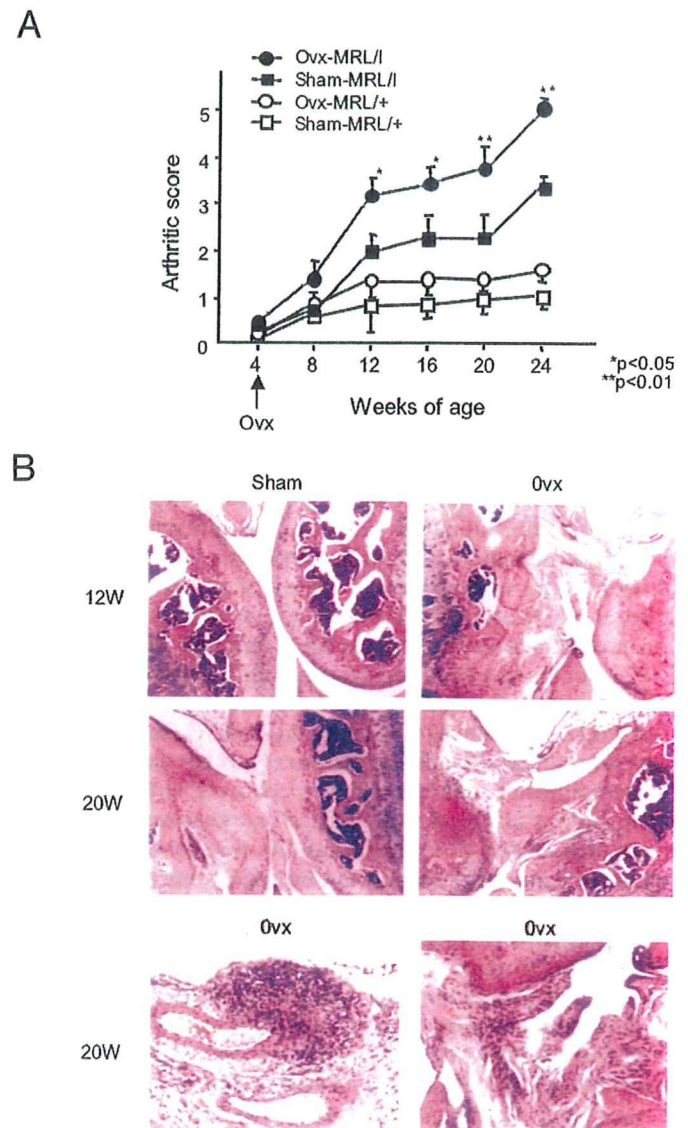 A
Ovx-MRL/l
Sham-MRL/l
Ovx-MRL/+
Sham-MRL/+
Arthritic score
5
4
3
2
1
0
*
*
**
**
4 8 12 16 20 24
*p<0.05
**p<0.01
Weeks of age
Ovx
B
Sham 0vx
12W
20W
0vx 0vx
20W